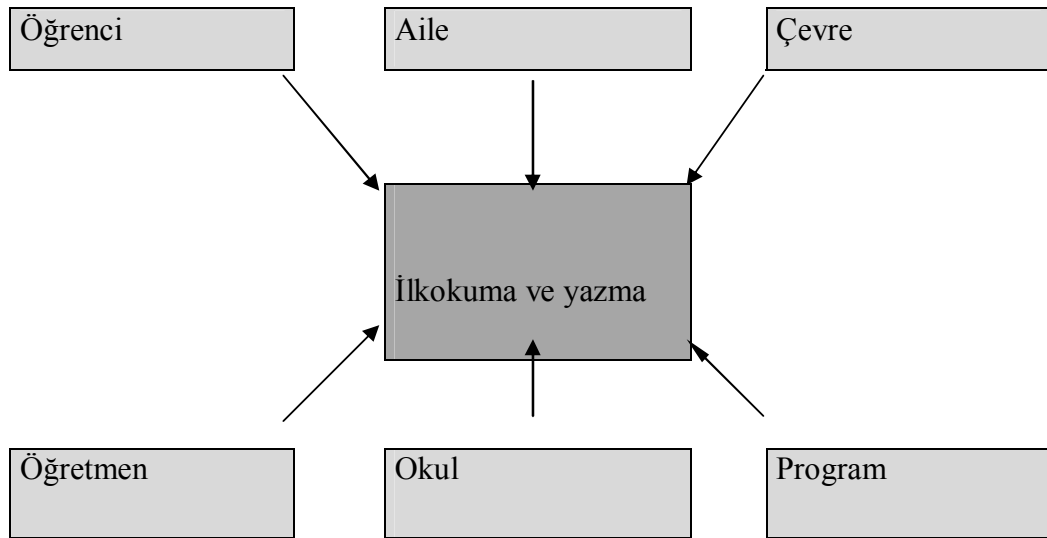 Öğrenci
Aile
Çevre
İlkokuma ve yazma
Öğretmen
Okul
Program